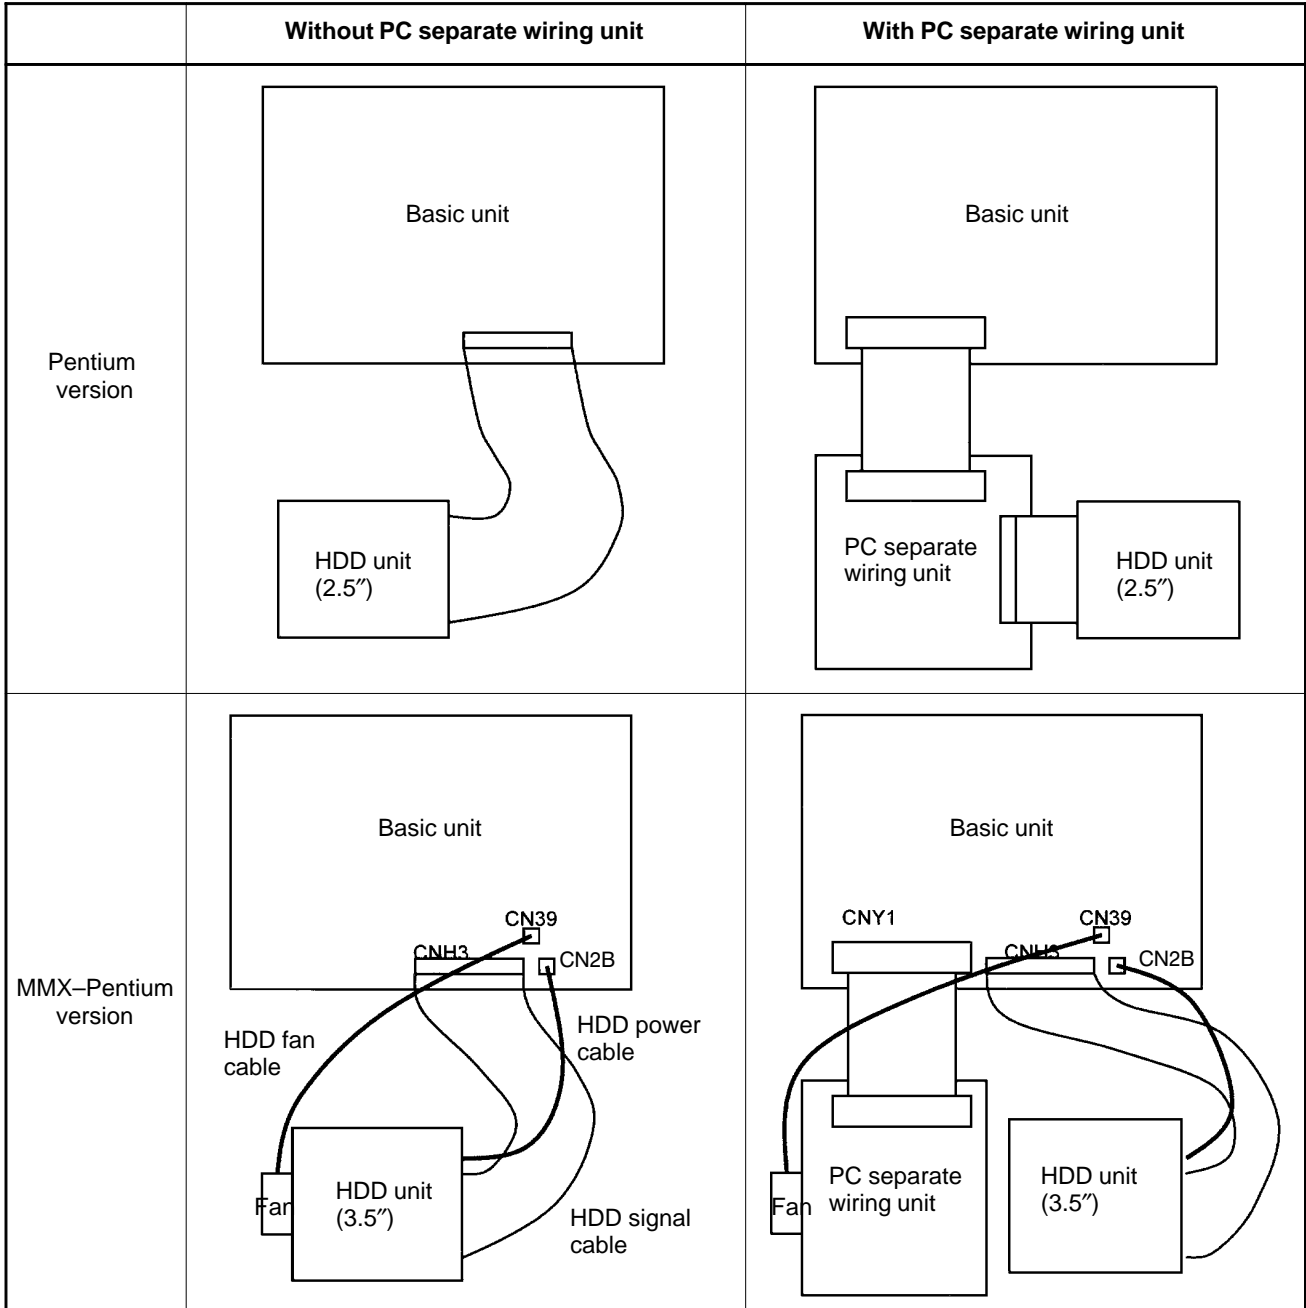 Without PC separate wiring unit
With PC separate wiring unit
Pentium
version
Basic unit
HDD unit
(2.5″)
Basic unit
PC separate
wiring unit
HDD unit
(2.5″)
MMX–Pentium
version
Basic unit
CN39
CNH3
CN2B
HDD fan
cable
HDD power
cable
Fan
HDD unit
(3.5″)
HDD signal
cable
Basic unit
CNY1
CN39
CNH3
CN2B
Fan
PC separate
wiring unit
HDD unit
(3.5″)